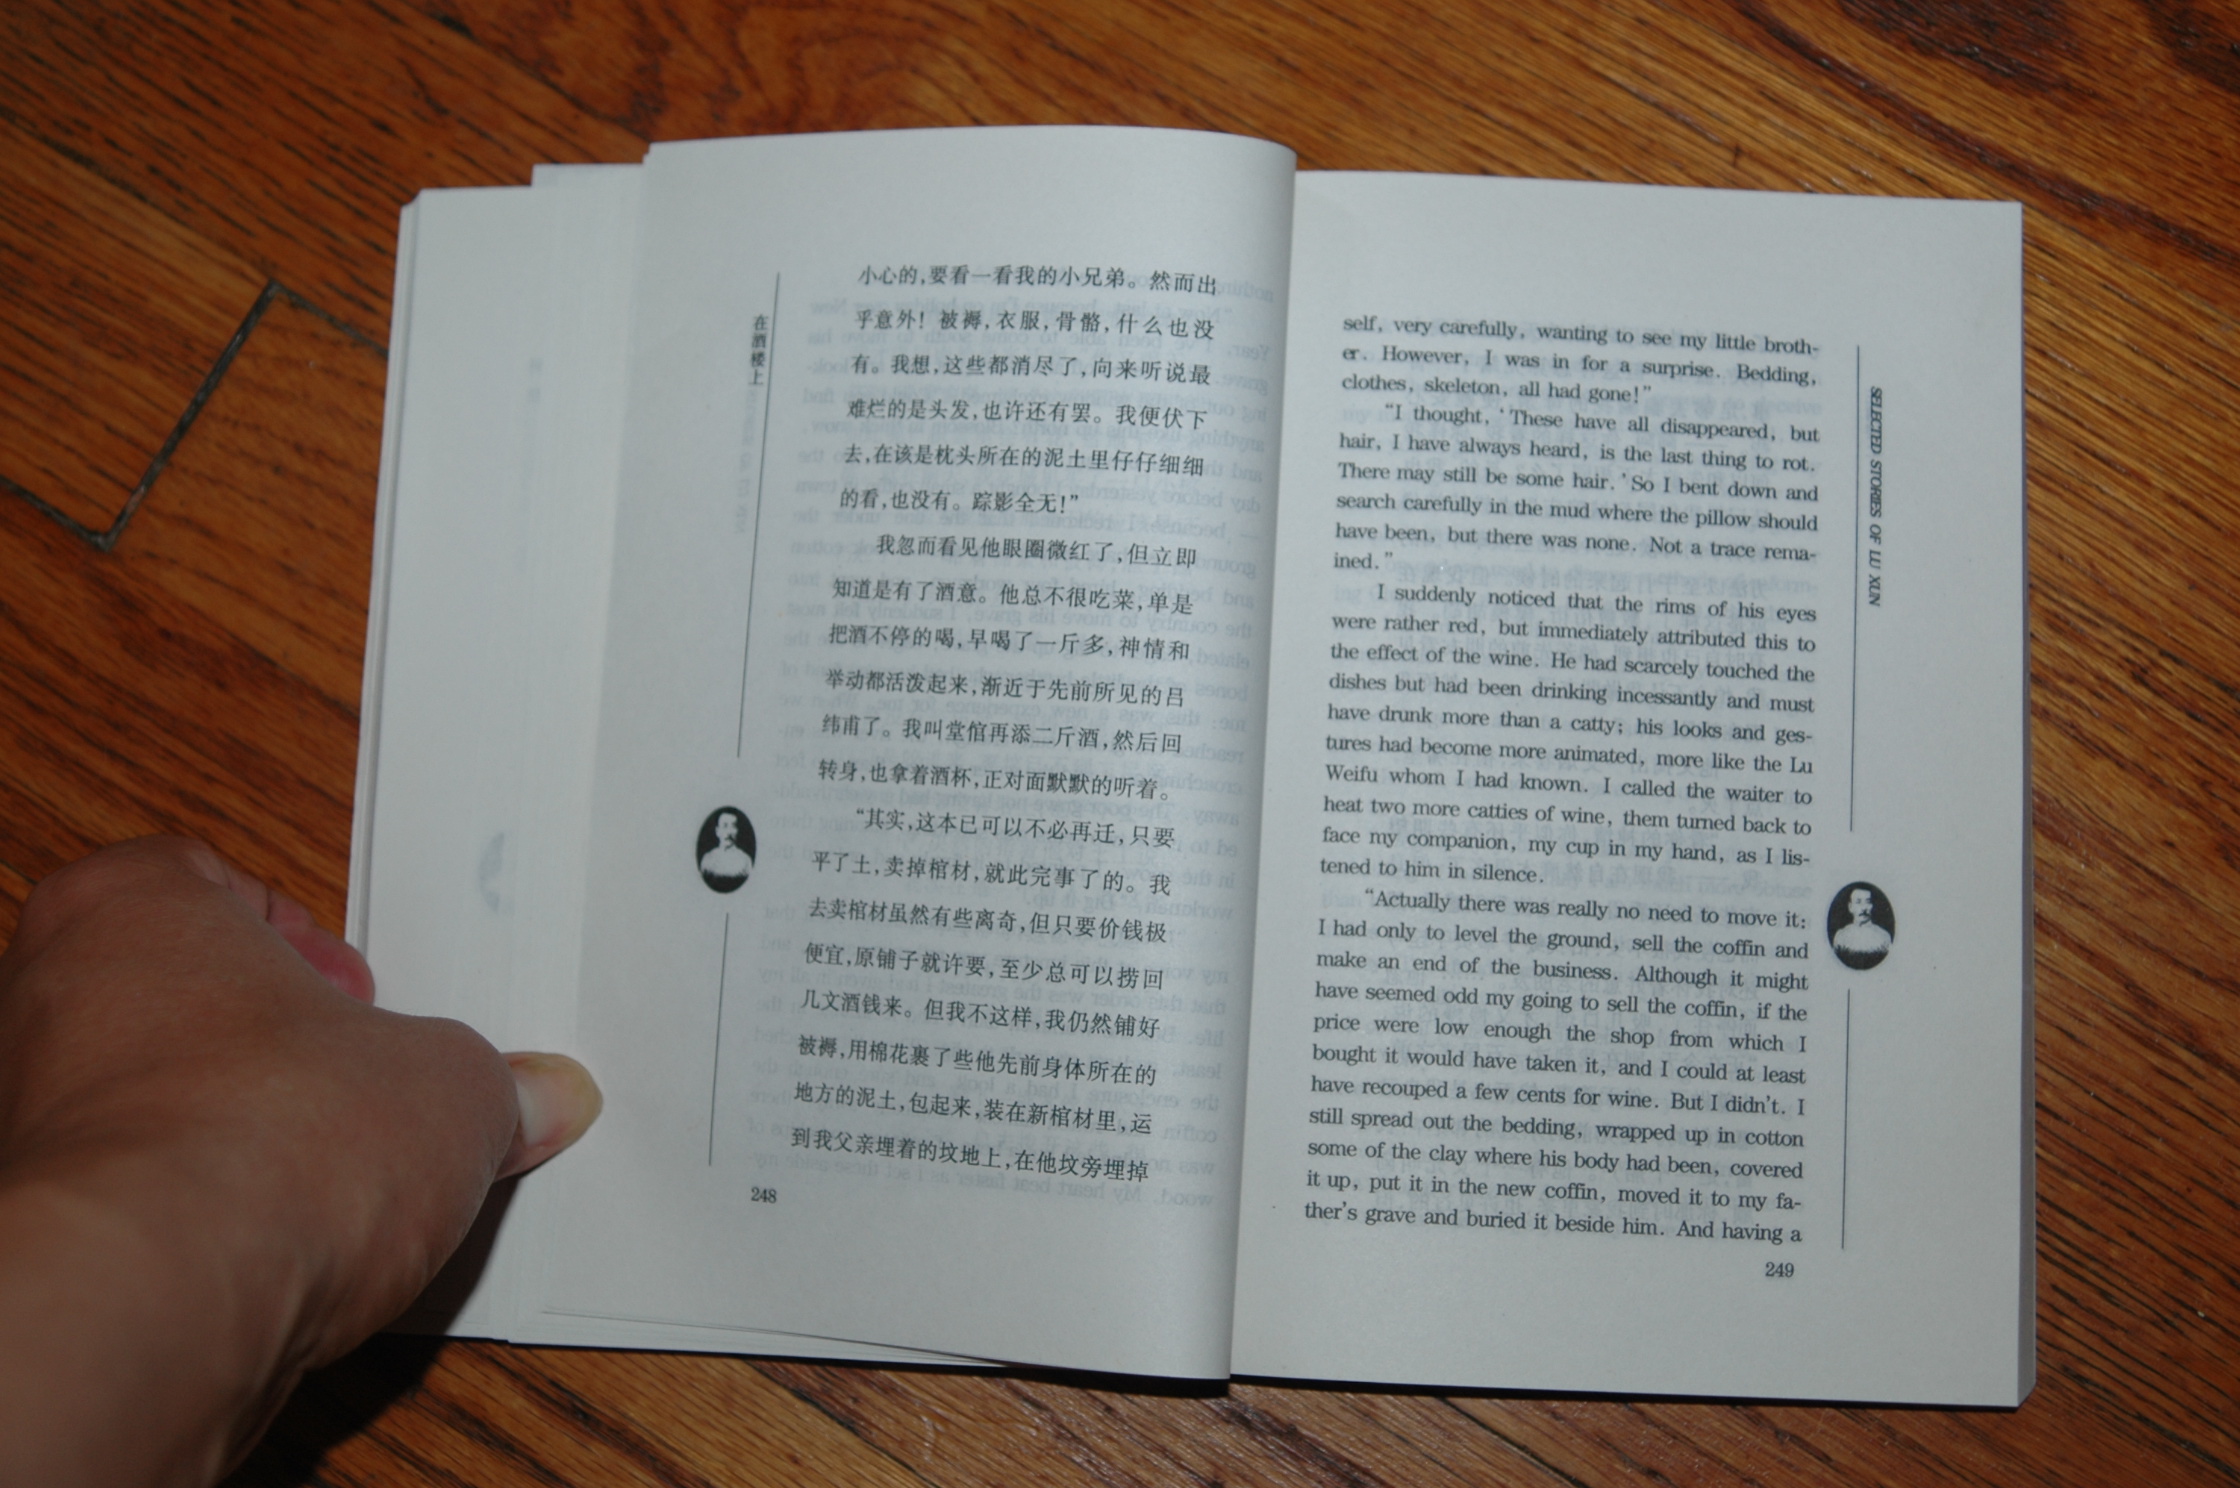 在
酒
楼
上
小心的,要看一看我的小兄弟。然而出
乎意外!被褥,衣服,骨骼,什么也没
有。我想,这些都消尽了,向来听说最
难烂的是头发,也许还有罢。我便伏下
去,在该是枕头所在的泥土里仔仔细细
的看,也没有。踪影全无!”
我忽而看见他眼圈微红了,但立即
知道是有了酒意。他总不很吃菜,单是
把酒不停的喝,早喝了一斤多,神情和
举动都活泼起来,渐近于先前所见的吕
纬甫了。我叫堂倌再添二斤酒,然后回
转身,也拿着酒杯,正对面默默的听着。
“其实,这本已可以不必再迁,只要
平了土,卖掉棺材,就此完事了的。我
去卖棺材虽然有些离奇,但只要价钱极
便宜,原铺子就许要,至少总可以捞回
几文酒钱来。但我不这样,我仍然铺好
被褥,用棉花裹了些他先前身体所在的
地方的泥土,包起来,装在新棺材里,运
到我父亲埋着的坟地上,在他坟旁埋掉
248
SELECTED STORIES OF LU XUN
self, very carefully, wanting to see my little broth-
er. However, I was in for a surprise. Bedding,
clothes, skeleton, all had gone!”
“I thought, ‘These have all disappeared, but
hair, I have always heard, is the last thing to rot.
There may still be some hair.’ So I bent down and
search carefully in the mud where the pillow should
have been, but there was none. Not a trace rema-
ined.”
I suddenly noticed that the rims of his eyes
were rather red, but immediately attributed this to
the effect of the wine. He had scarcely touched the
dishes but had been drinking incessantly and must
have drunk more than a catty; his looks and ges-
tures had become more animated, more like the Lu
Weifu whom I had known. I called the waiter to
heat two more catties of wine, them turned back to
face my companion, my cup in my hand, as I lis-
tened to him in silence.
“Actually there was really no need to move it:
I had only to level the ground, sell the coffin and
make an end of the business. Although it might
have seemed odd my going to sell the coffin, if the
price were low enough the shop from which I
bought it would have taken it, and I could at least
have recouped a few cents for wine. But I didn't. I
still spread out the bedding, wrapped up in cotton
some of the clay where his body had been, covered
it up, put it in the new coffin, moved it to my fa-
ther's grave and buried it beside him. And having a
249